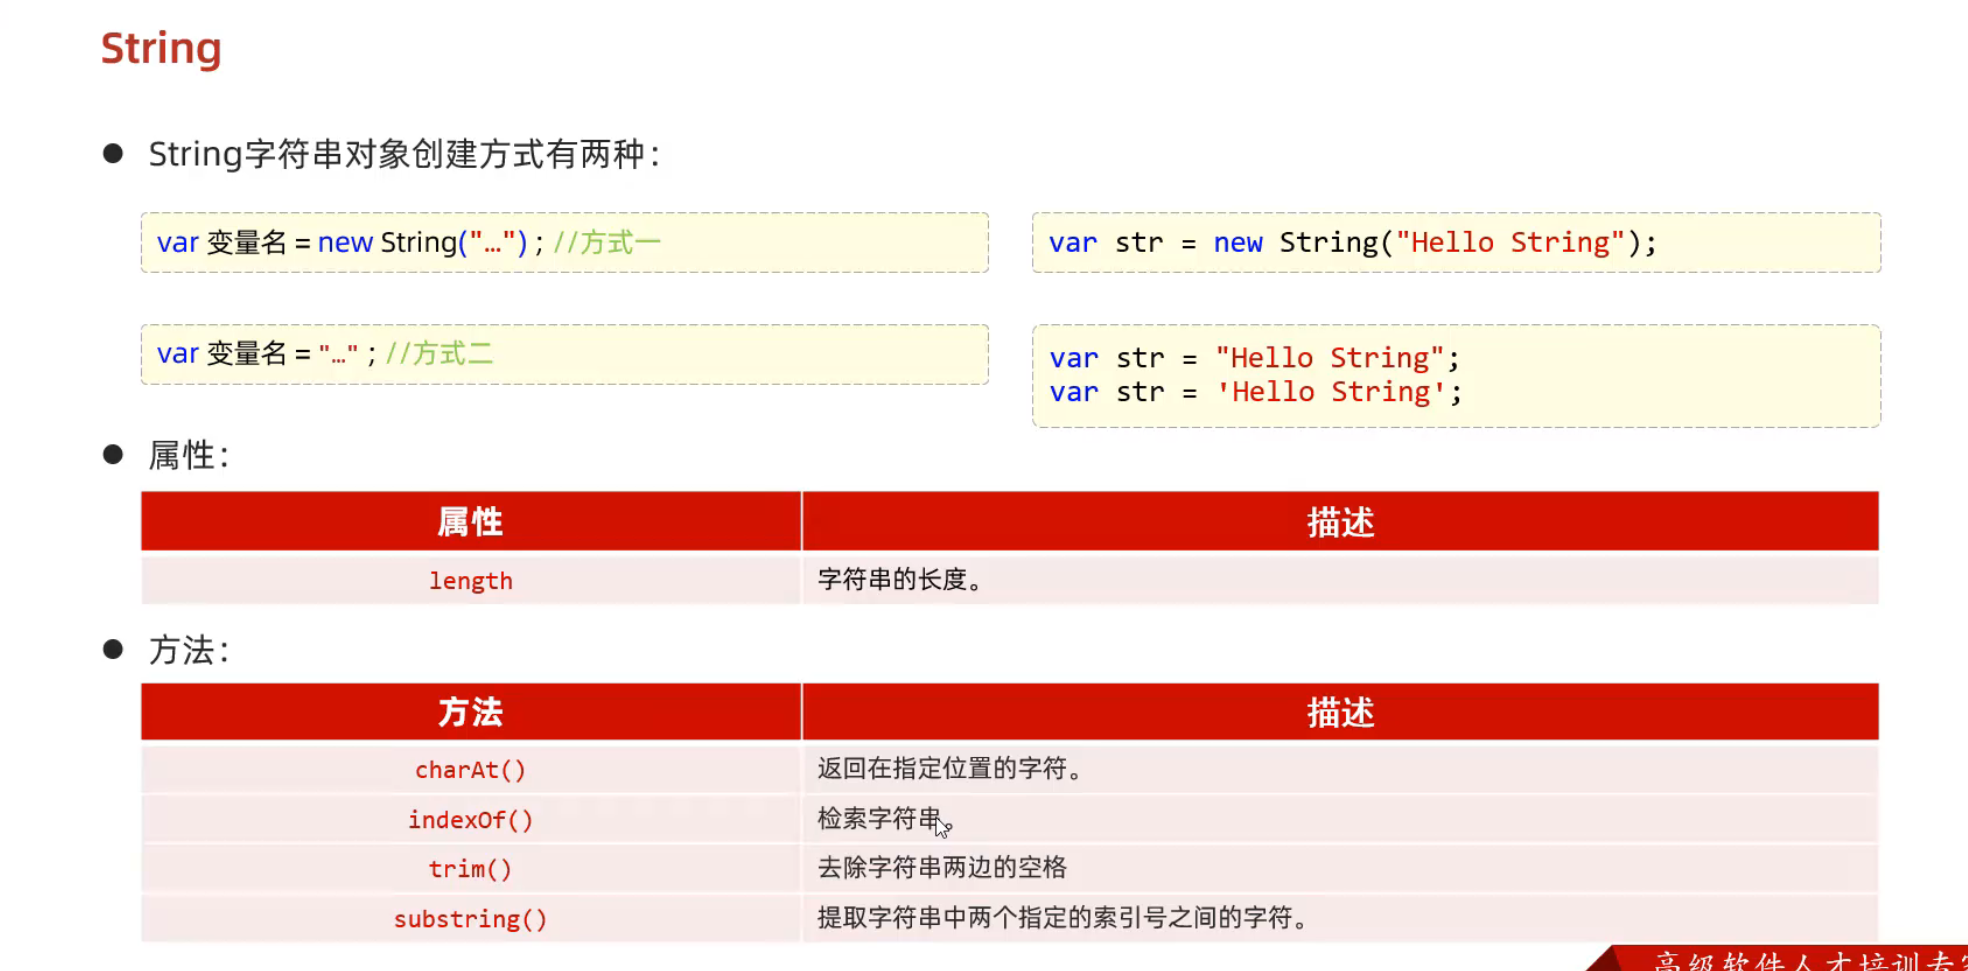 String
String字符串对象创建方式有两种：
var 变量名 = new String("…") ; //方式一
var str = new String("Hello String");
var 变量名 = "…" ; //方式二
var str = "Hello String";
var str = 'Hello String';
属性：
属性 描述
length 字符串的长度。
方法：
方法 描述
charAt() 返回在指定位置的字符。
indexOf() 检索字符串。
trim() 去除字符串两边的空格
substring() 提取字符串中两个指定的索引号之间的字符。
高级软件人才培训专